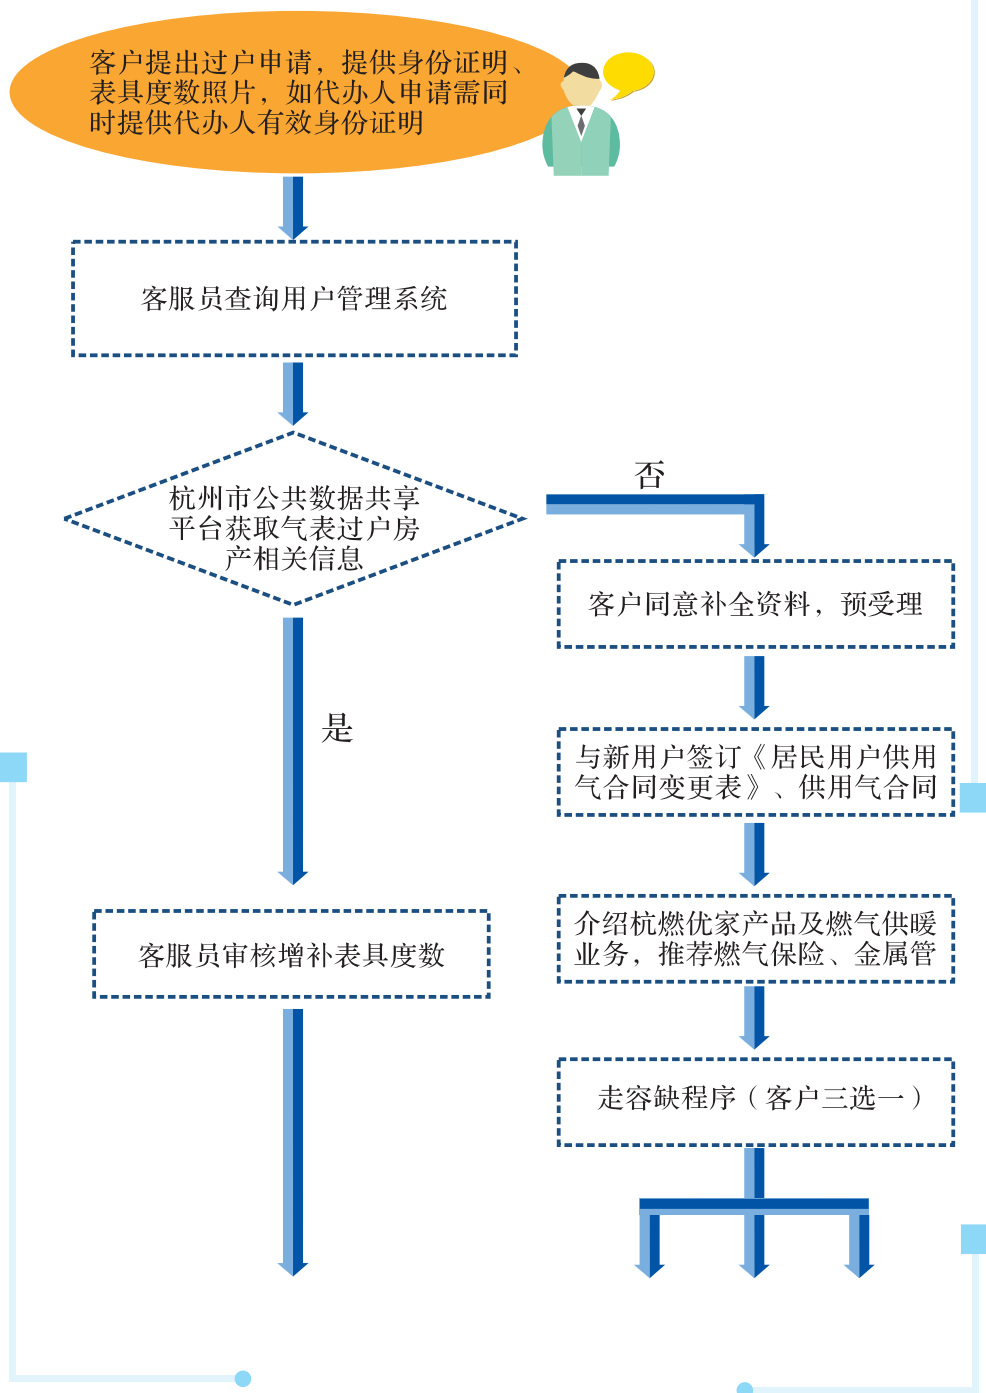 客户提出过户申请，提供身份证明、
表具度数照片，如代办人申请需同
时提供代办人有效身份证明
客服员查询用户管理系统
杭州市公共数据共享
平台获取气表过户房
产相关信息
否
客户同意补全资料，预受理
是
与新用户签订《居民用户供用
气合同变更表》、供用气合同
介绍杭燃优家产品及燃气供暖
业务，推荐燃气保险、金属管
客服员审核增补表具度数
走容缺程序（客户三选一）